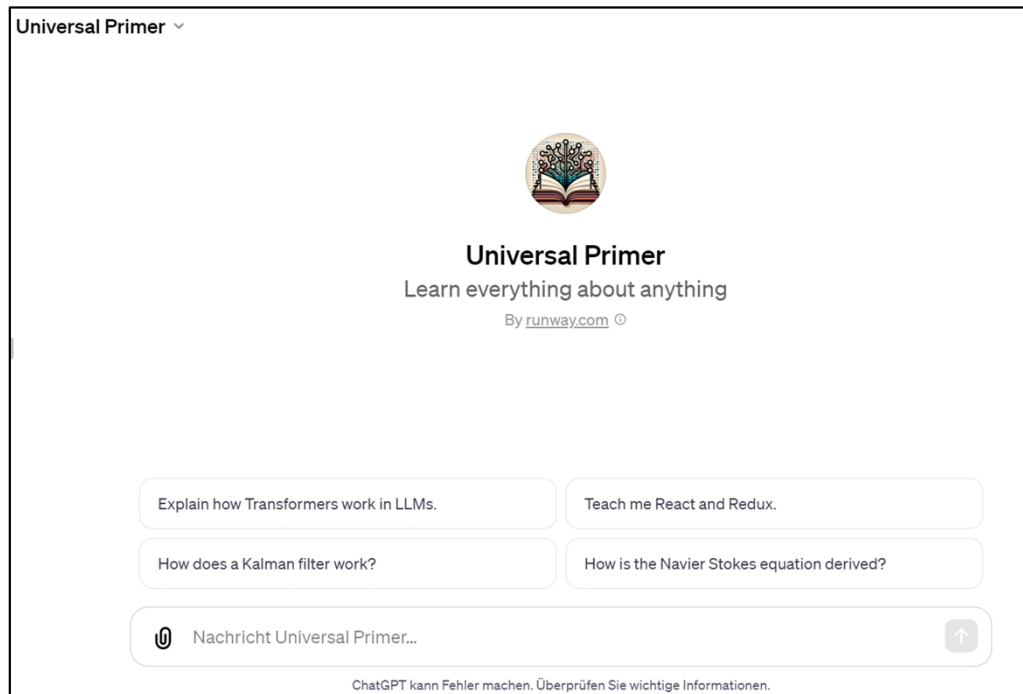 Universal Primer
Universal Primer
Learn everything about anything
By runway.com
Explain how Transformers work in LLMs.
Teach me React and Redux.
How does a Kalman filter work?
How is the Navier Stokes equation derived?
Nachricht Universal Primer...
ChatGPT kann Fehler machen. Überprüfen Sie wichtige Informationen.